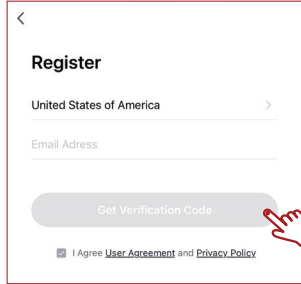 Register
United States of America
Email Adress
Get Verification Code
I Agree User Agreement and Privacy Policy